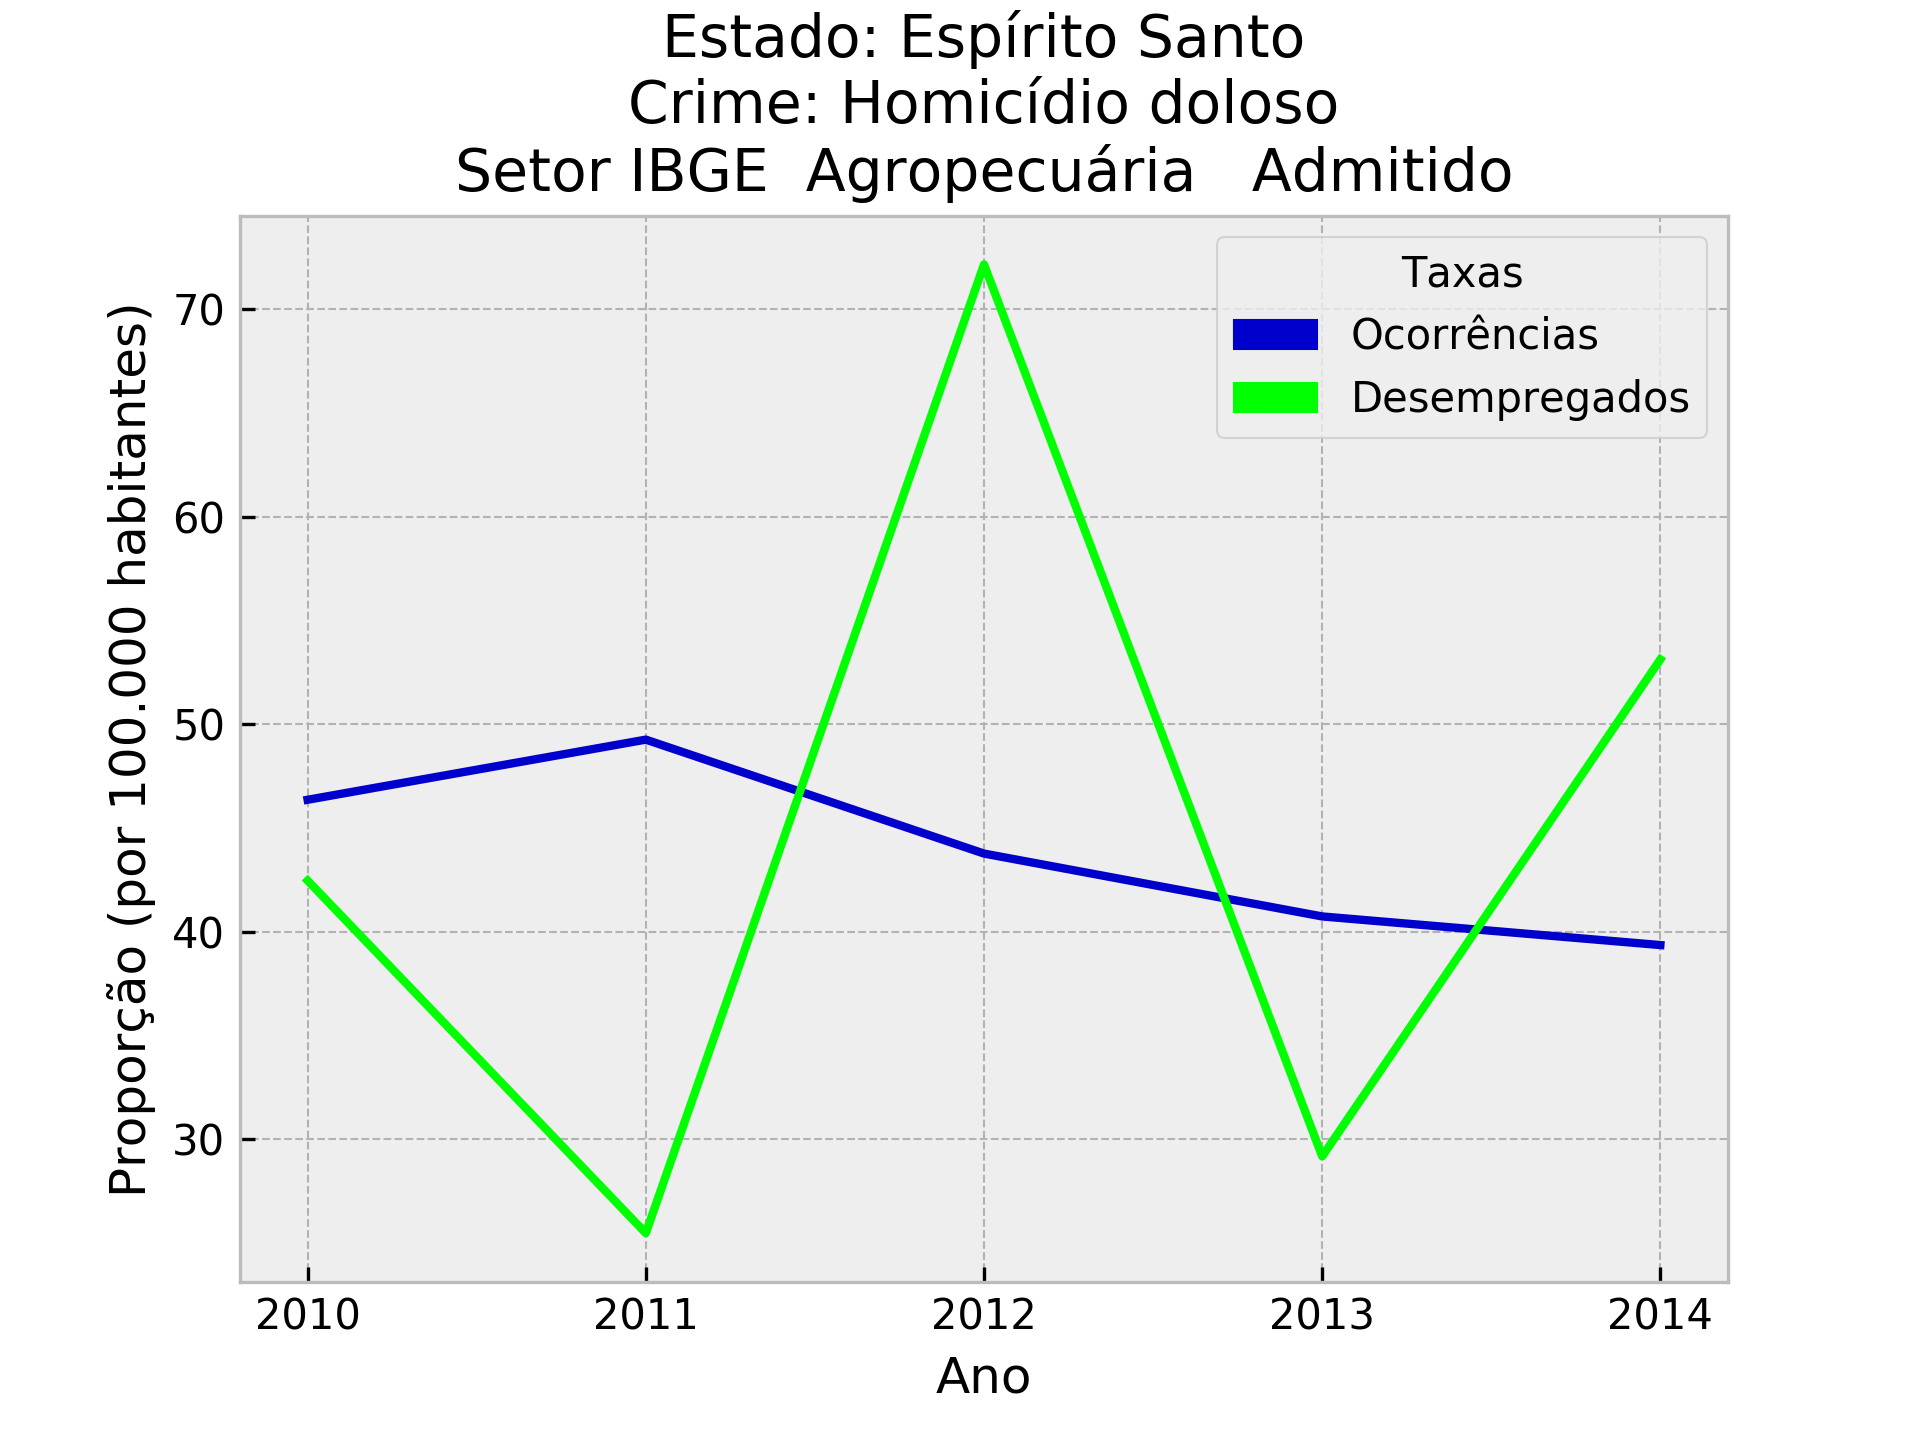 Estado: Espírito Santo
Crime: Homicídio doloso
Setor IBGE  Agropecuária   Admitido
Taxas
Ocorrências
Desempregados
Proporção (por 100.000 habitantes)
70
60
50
40
30
2010
2011
2012
2013
2014
Ano